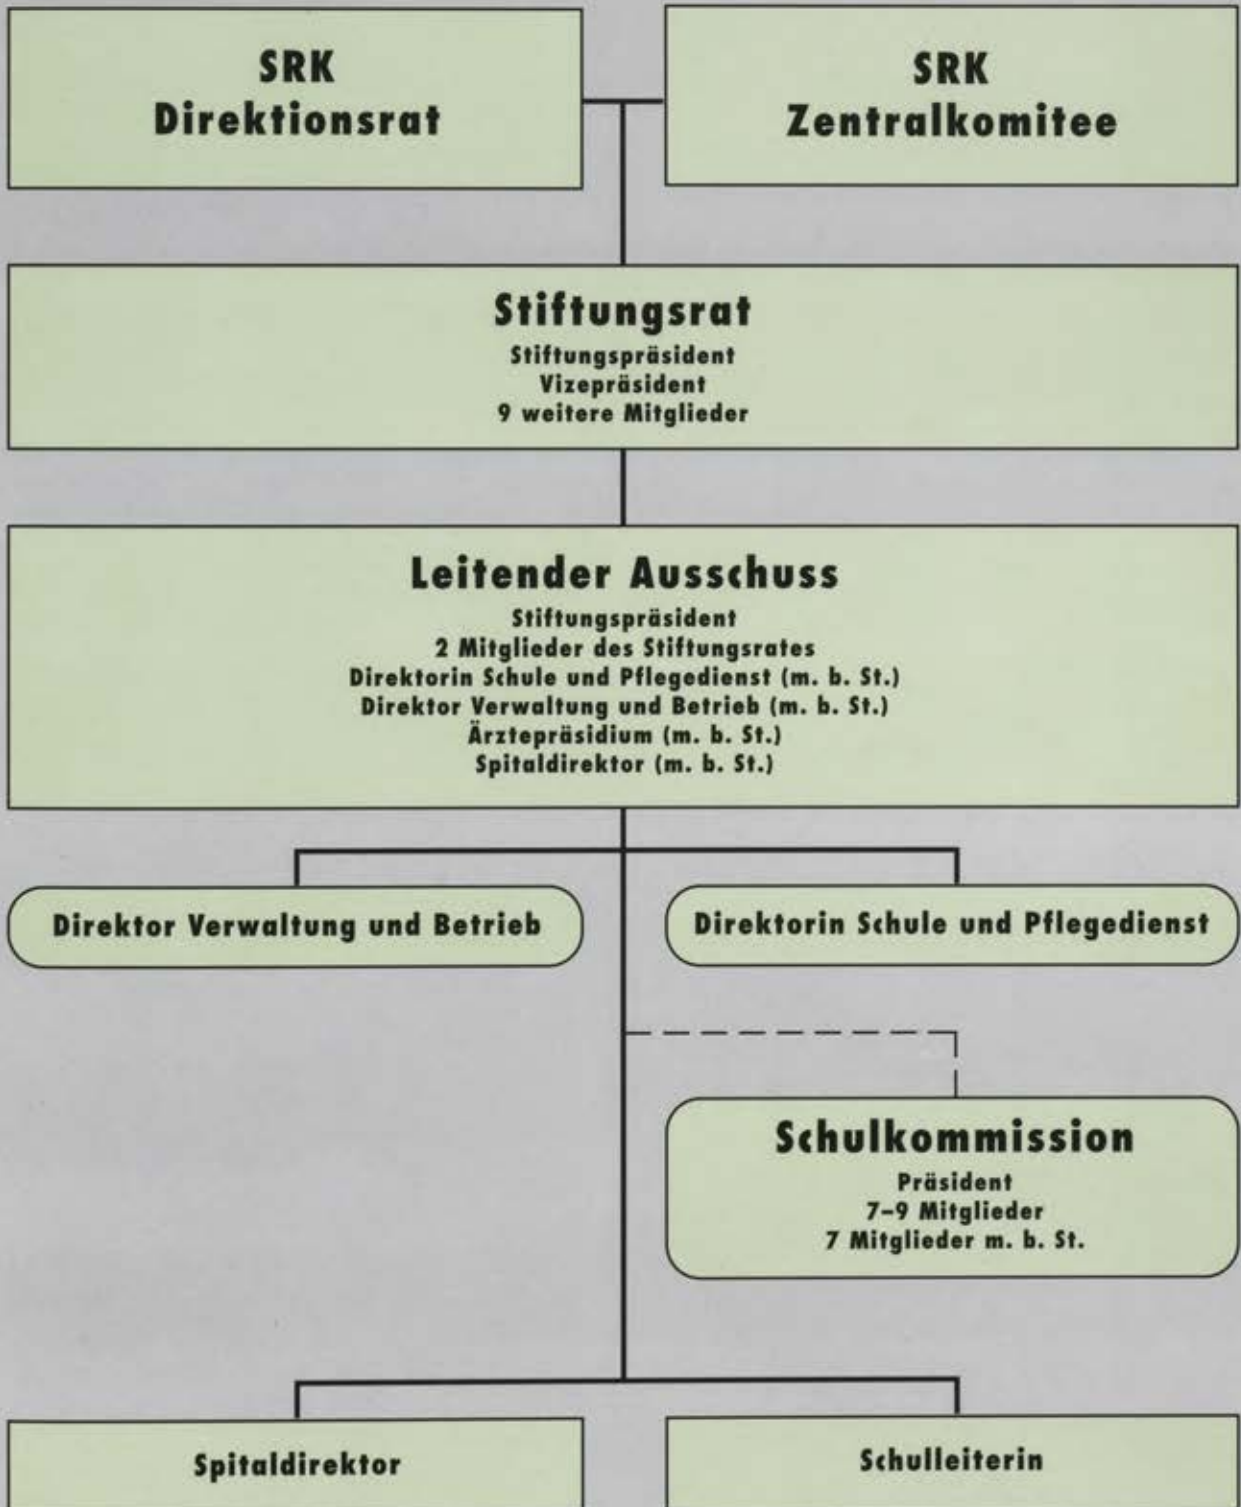 SRK
Direktionsrat
SRK
Zentralkomitee
Stiftungsrat
Stiftungspräsident
Vizepräsident
9 weitere Mitglieder
Leitender Ausschuss
Stiftungspräsident
2 Mitglieder des Stiftungsrates
Direktorin Schule und Pflegedienst (m. b. St.)
Direktor Verwaltung und Betrieb (m. b. St.)
Ärztepräsidium (m. b. St.)
Spitaldirektor (m. b. St.)
Direktor Verwaltung und Betrieb
Direktorin Schule und Pflegedienst
Schulkommission
Präsident
7–9 Mitglieder
7 Mitglieder m. b. St.
Spitaldirektor
Schulleiterin